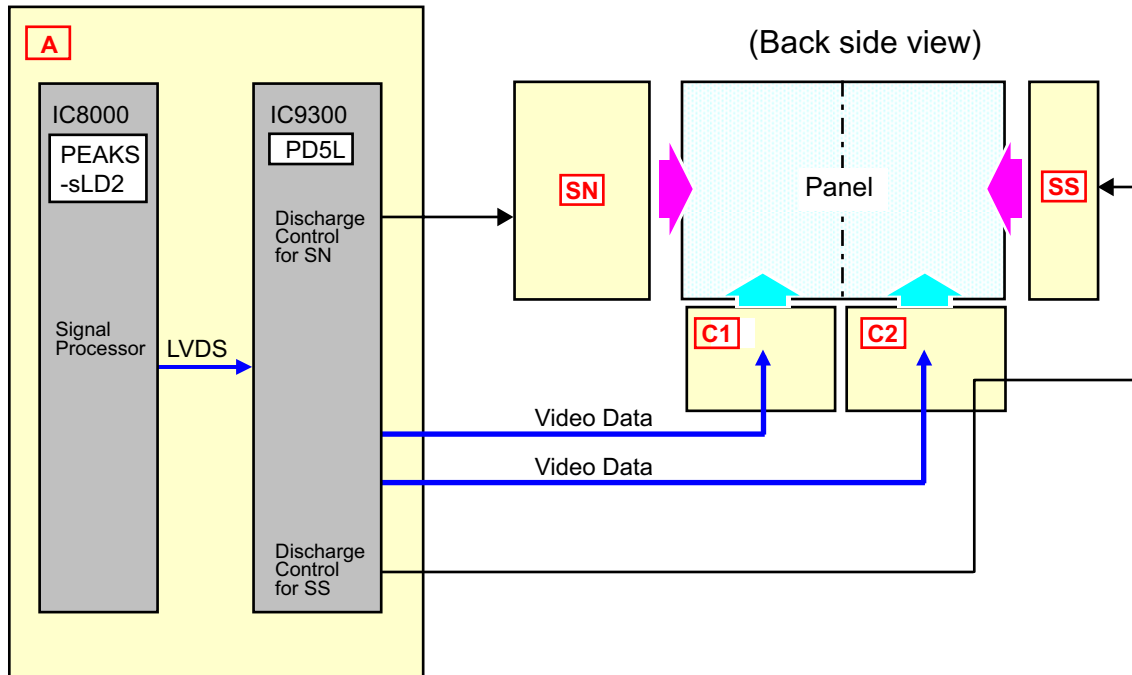 A
IC8000
PEAKS
-sLD2
Signal
Processor
LVDS
IC9300
PD5L
Discharge
Control
for SN
Discharge
Control
for SS
(Back side view)
SN
Panel
SS
C1
C2
Video Data
Video Data